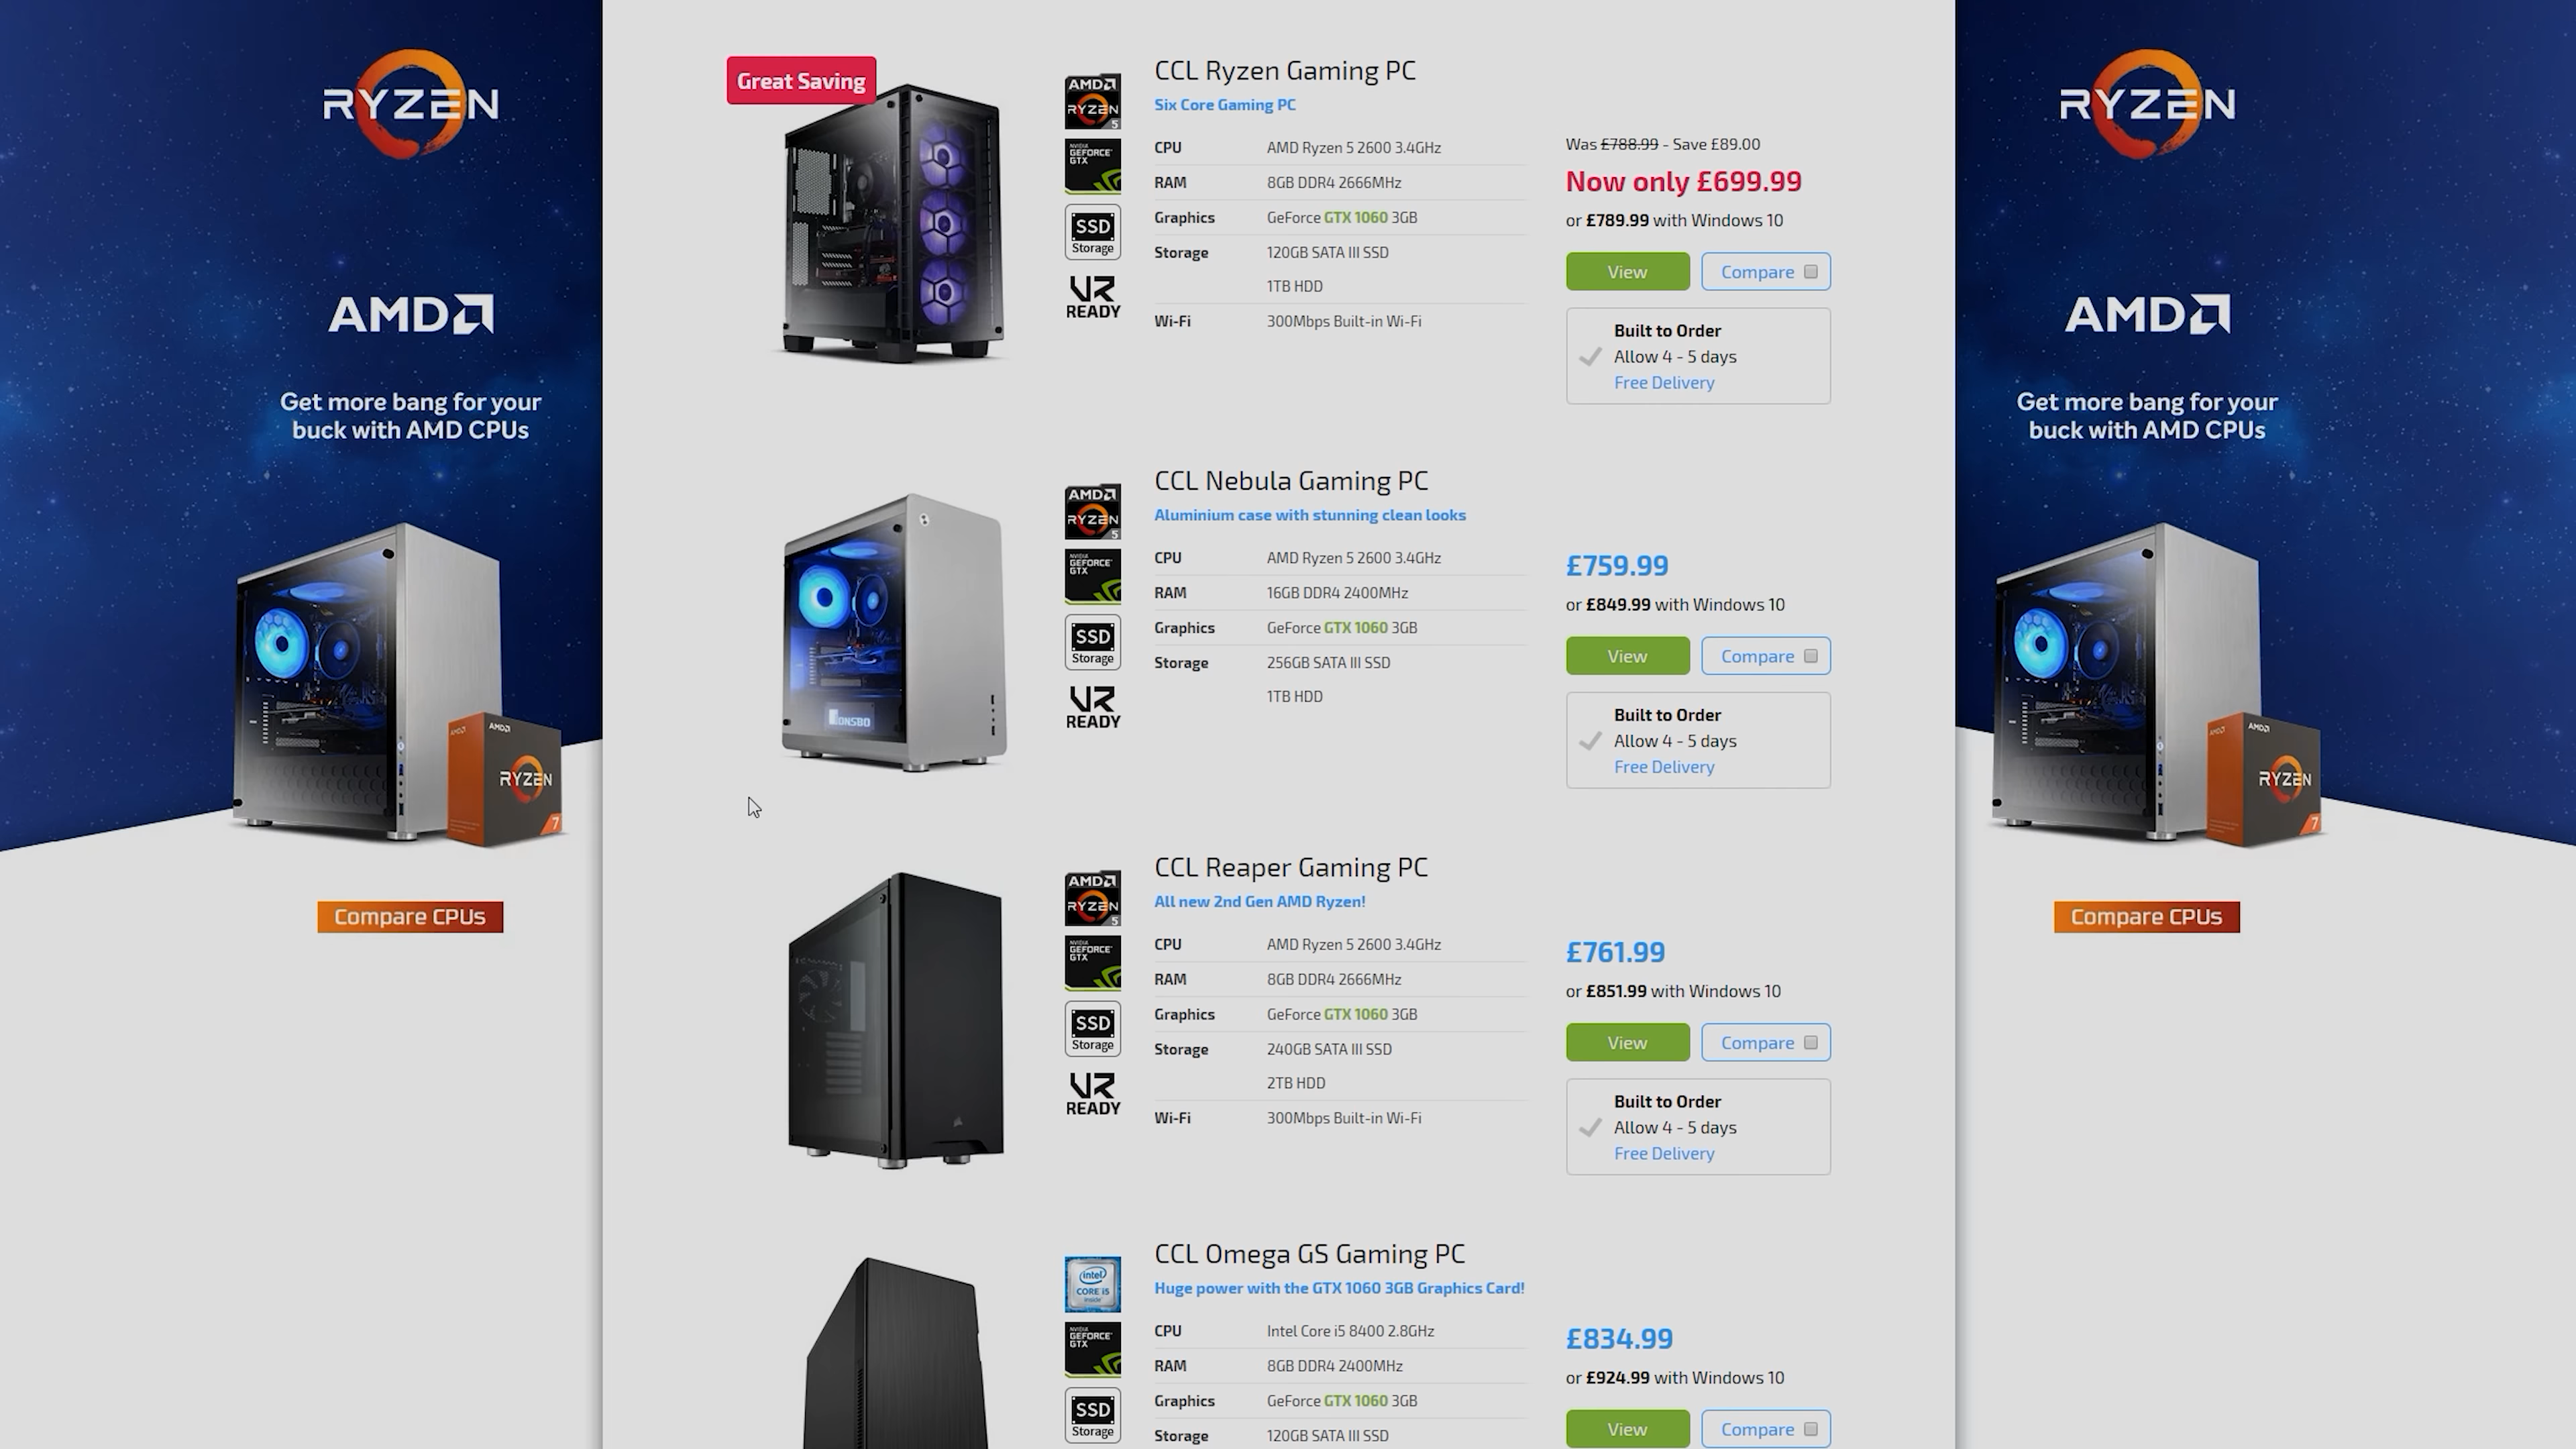 RYZEN
AMD
Get more bang for your
buck with AMD CPUs
AMD
AMD
RYZEN
7
Compare CPUs
Great Saving
AMD
RYZEN
5
NVIDIA
GEFORCE
GTX
SSD
Storage
VR
READY
CCL Ryzen Gaming PC
Six Core Gaming PC
CPU AMD Ryzen 5 2600 3.4GHz
RAM 8GB DDR4 2666MHz
Graphics GeForce GTX 1060 3GB
Storage 120GB SATA III SSD
1TB HDD
Wi-Fi 300Mbps Built-in Wi-Fi
Was £788.99 - Save £89.00
Now only £699.99
or £789.99 with Windows 10
View Compare
Built to Order
Allow 4 - 5 days
Free Delivery
JONSBO
AMD
RYZEN
5
NVIDIA
GEFORCE
GTX
SSD
Storage
VR
READY
CCL Nebula Gaming PC
Aluminium case with stunning clean looks
CPU AMD Ryzen 5 2600 3.4GHz
RAM 16GB DDR4 2400MHz
Graphics GeForce GTX 1060 3GB
Storage 256GB SATA III SSD
1TB HDD
£759.99
or £849.99 with Windows 10
View Compare
Built to Order
Allow 4 - 5 days
Free Delivery
AMD
RYZEN
5
NVIDIA
GEFORCE
GTX
SSD
Storage
VR
READY
CCL Reaper Gaming PC
All new 2nd Gen AMD Ryzen!
CPU AMD Ryzen 5 2600 3.4GHz
RAM 8GB DDR4 2666MHz
Graphics GeForce GTX 1060 3GB
Storage 240GB SATA III SSD
2TB HDD
Wi-Fi 300Mbps Built-in Wi-Fi
£761.99
or £851.99 with Windows 10
View Compare
Built to Order
Allow 4 - 5 days
Free Delivery
intel
CORE i5
inside
NVIDIA
GEFORCE
GTX
SSD
Storage
CCL Omega GS Gaming PC
Huge power with the GTX 1060 3GB Graphics Card!
CPU Intel Core i5 8400 2.8GHz
RAM 8GB DDR4 2400MHz
Graphics GeForce GTX 1060 3GB
Storage 120GB SATA III SSD
£834.99
or £924.99 with Windows 10
View Compare
RYZEN
AMD
Get more bang for your
buck with AMD CPUs
AMD
AMD
RYZEN
7
Compare CPUs